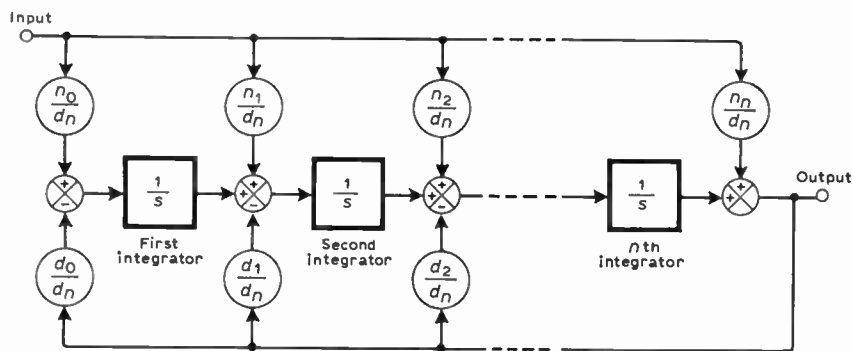 Input
n0/dn n1/dn n2/dn nn/dn
+ + + + + + + Output
1/s 1/s 1/s
- - -
First integrator Second integrator nth integrator
d0/dn d1/dn d2/dn